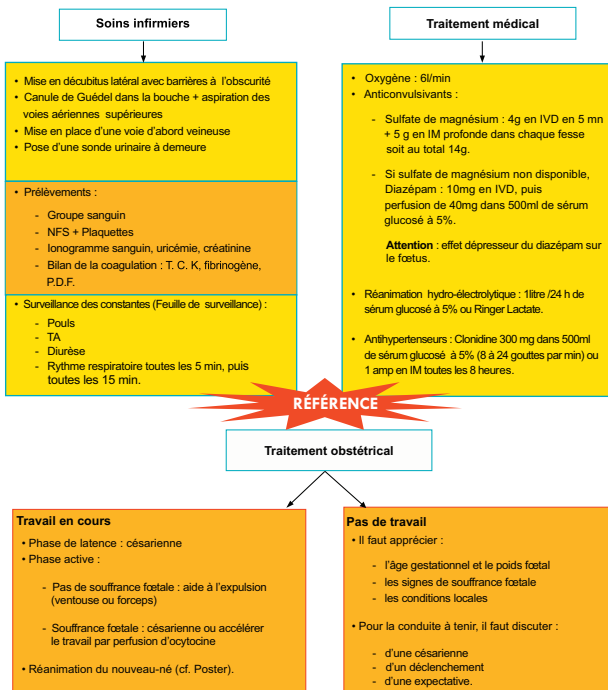 Soins infirmiers
• Mise en décubitus latéral avec barrières à l'obscurité
• Canule de Guédel dans la bouche + aspiration des
voies aériennes supérieures
• Mise en place d'une voie d'abord veineuse
• Pose d'une sonde urinaire à demeure
• Prélèvements :
- Groupe sanguin
- NFS + Plaquettes
- Ionogramme sanguin, uricémie, créatinine
- Bilan de la coagulation : T. C. K, fibrinogène,
P.D.F.
• Surveillance des constantes (Feuille de surveillance) :
- Pouls
- TA
- Diurèse
- Rythme respiratoire toutes les 5 min, puis
toutes les 15 min.
Traitement médical
• Oxygène : 6l/min
• Anticonvulsivants :
- Sulfate de magnésium : 4g en IVD en 5 mn
+ 5 g en IM profonde dans chaque fesse
soit au total 14g.
- Si sulfate de magnésium non disponible,
Diazépam : 10mg en IVD, puis
perfusion de 40mg dans 500ml de sérum
glucosé à 5%.
Attention : effet dépresseur du diazépam sur
le fœtus.
• Réanimation hydro-électrolytique : 1litre /24 h de
sérum glucosé à 5% ou Ringer Lactate.
• Antihypertenseurs : Clonidine 300 mg dans 500ml
de sérum glucosé à 5% (8 à 24 gouttes par min) ou
1 amp en IM toutes les 8 heures.
RÉFÉRENCE
Traitement obstétrical
Travail en cours
• Phase de latence : césarienne
• Phase active :
- Pas de souffrance fœtale : aide à l'expulsion
(ventouse ou forceps)
- Souffrance fœtale : césarienne ou accélérer
le travail par perfusion d'ocytocine
• Réanimation du nouveau-né (cf. Poster).
Pas de travail
• Il faut apprécier :
- l'âge gestationnel et le poids fœtal
- les signes de souffrance fœtale
- les conditions locales
• Pour la conduite à tenir, il faut discuter :
- d'une césarienne
- d'un déclenchement
- d'une expectative.